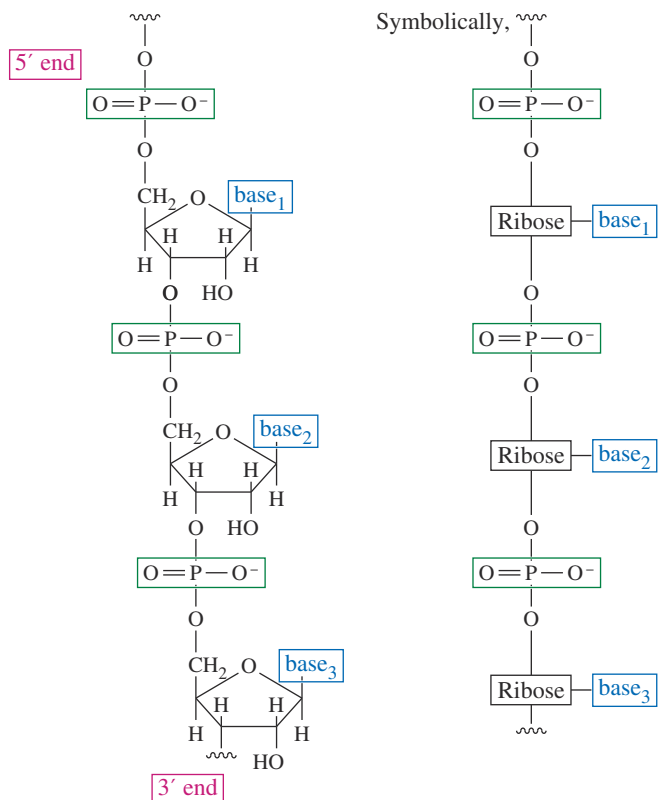 Symbolically,
O O
5′ end
O=P—O⁻ O=P—O⁻
O O
CH₂ O base₁ Ribose base₁
H H
H H
O HO O
O=P—O⁻ O=P—O⁻
O O
CH₂ O base₂ Ribose base₂
H H
H H
O HO O
O=P—O⁻ O=P—O⁻
O O
CH₂ O base₃ Ribose base₃
H H
H H
HO
3′ end